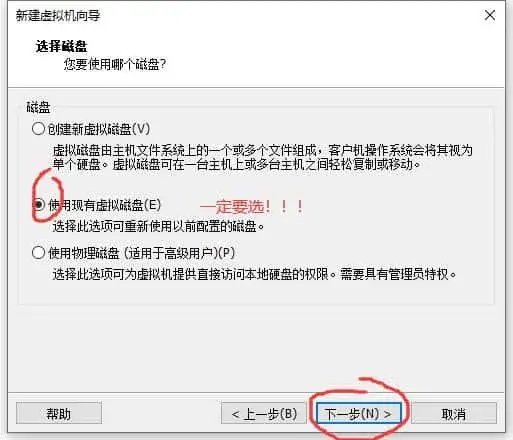 新建虚拟机向导
选择磁盘
您要使用哪个磁盘?
磁盘
创建新虚拟磁盘(V)
虚拟磁盘由主机文件系统上的一个或多个文件组成，客户机操作系统会将其视为
单个硬盘。虚拟磁盘可在一台主机上或多台主机之间轻松复制或移动。
使用现有虚拟磁盘(E) 一定要选！！！
选择此选项可重新使用以前配置的磁盘。
使用物理磁盘 (适用于高级用户)(P)
选择此选项可为虚拟机提供直接访问本地硬盘的权限。需要具有管理员特权。
帮助 < 上一步(B) 下一步(N) > 取消